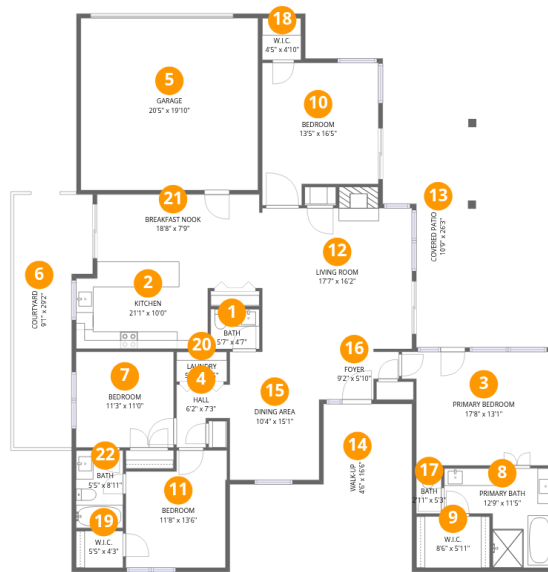 18
W.I.C.
4'5" x 4'10"
5
GARAGE
20'5" x 19'10"
10
BEDROOM
13'5" x 16'5"
21
BREAKFAST NOOK
18'8" x 7'9"
13
COVERED PATIO
10'9" x 26'3"
12
LIVING ROOM
17'7" x 16'2"
6
COURTYARD
9'1" x 29'2"
2
KITCHEN
21'1" x 10'0"
1
BATH
5'7" x 4'7"
20
LAUNDRY
16
FOYER
9'2" x 5'10"
7
BEDROOM
11'3" x 11'0"
4
HALL
6'2" x 7'3"
15
DINING AREA
10'4" x 15'1"
3
PRIMARY BEDROOM
17'8" x 13'1"
14
WALK-UP
4'6" x 16'6"
22
BATH
5'5" x 8'11"
11
BEDROOM
11'8" x 13'6"
17
BATH
2'11" x 5'3"
8
PRIMARY BATH
12'9" x 11'5"
19
W.I.C.
5'5" x 4'3"
9
W.I.C.
8'6" x 5'11"